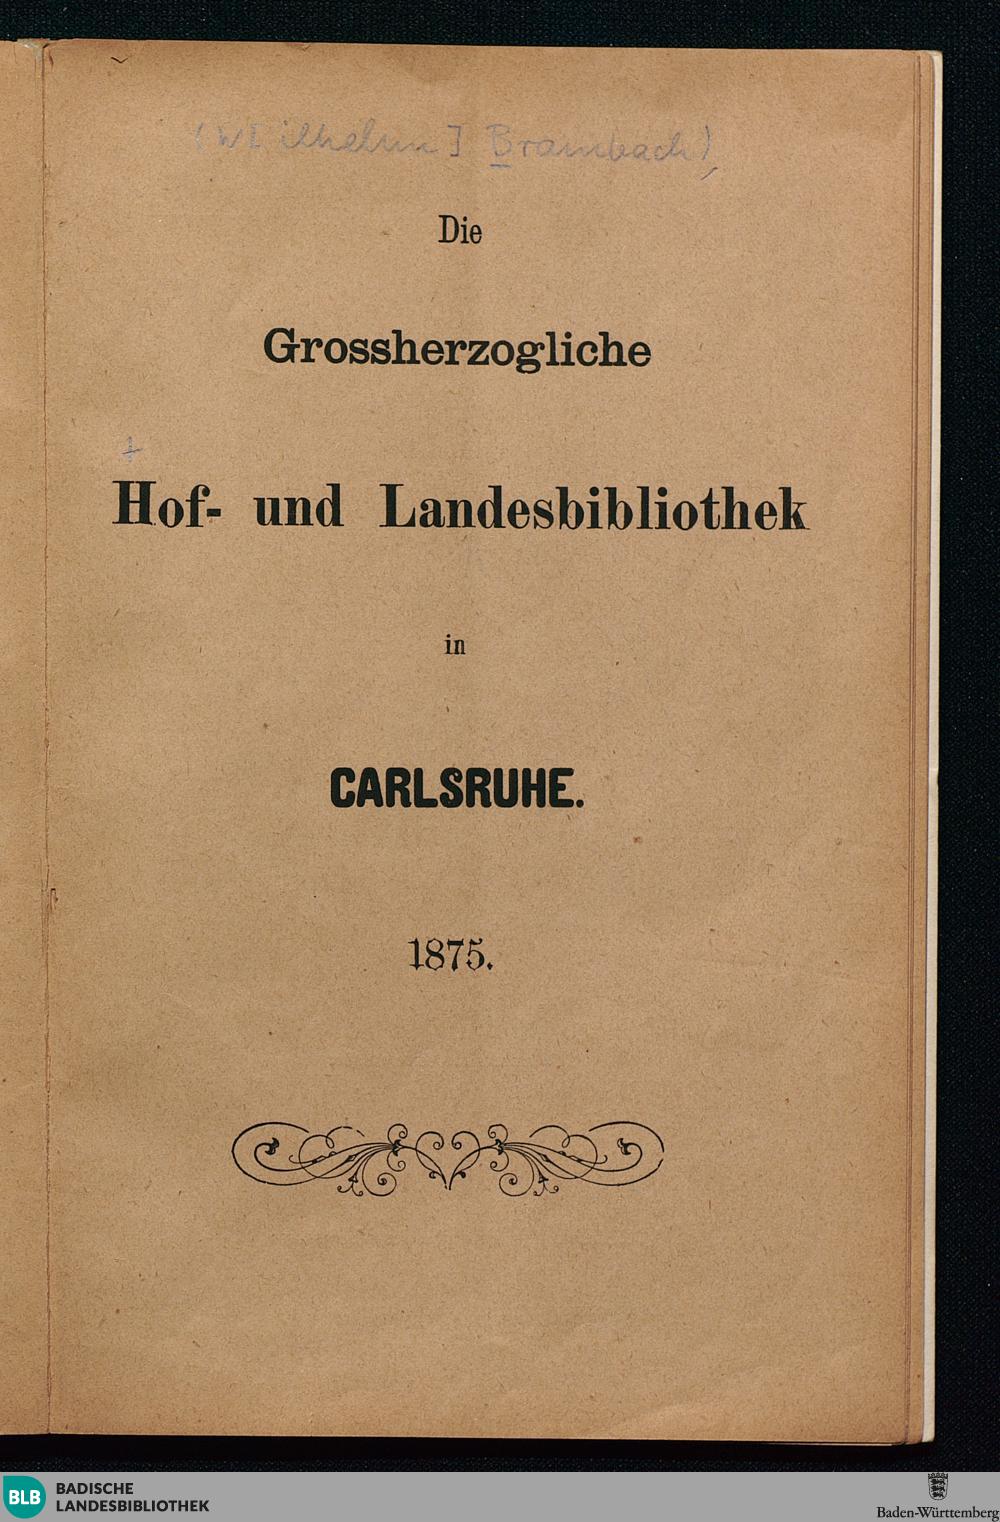 (W[ilhelm] Brambach),
Die
Grossherzogliche
Hof- und Landesbibliothek
in
CARLSRUHE.
1875.
BLB
BADISCHE
LANDESBIBLIOTHEK
Baden-Württemberg